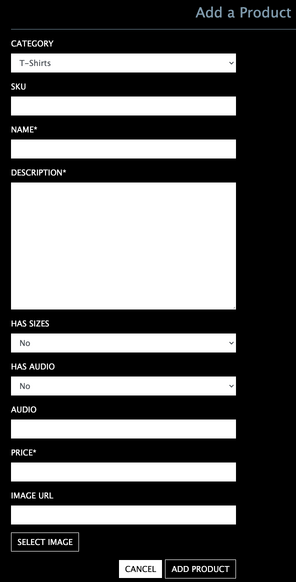 Add a Product
CATEGORY
T-Shirts
SKU
NAME*
DESCRIPTION*
HAS SIZES
No
HAS AUDIO
No
AUDIO
PRICE*
IMAGE URL
SELECT IMAGE
CANCEL ADD PRODUCT